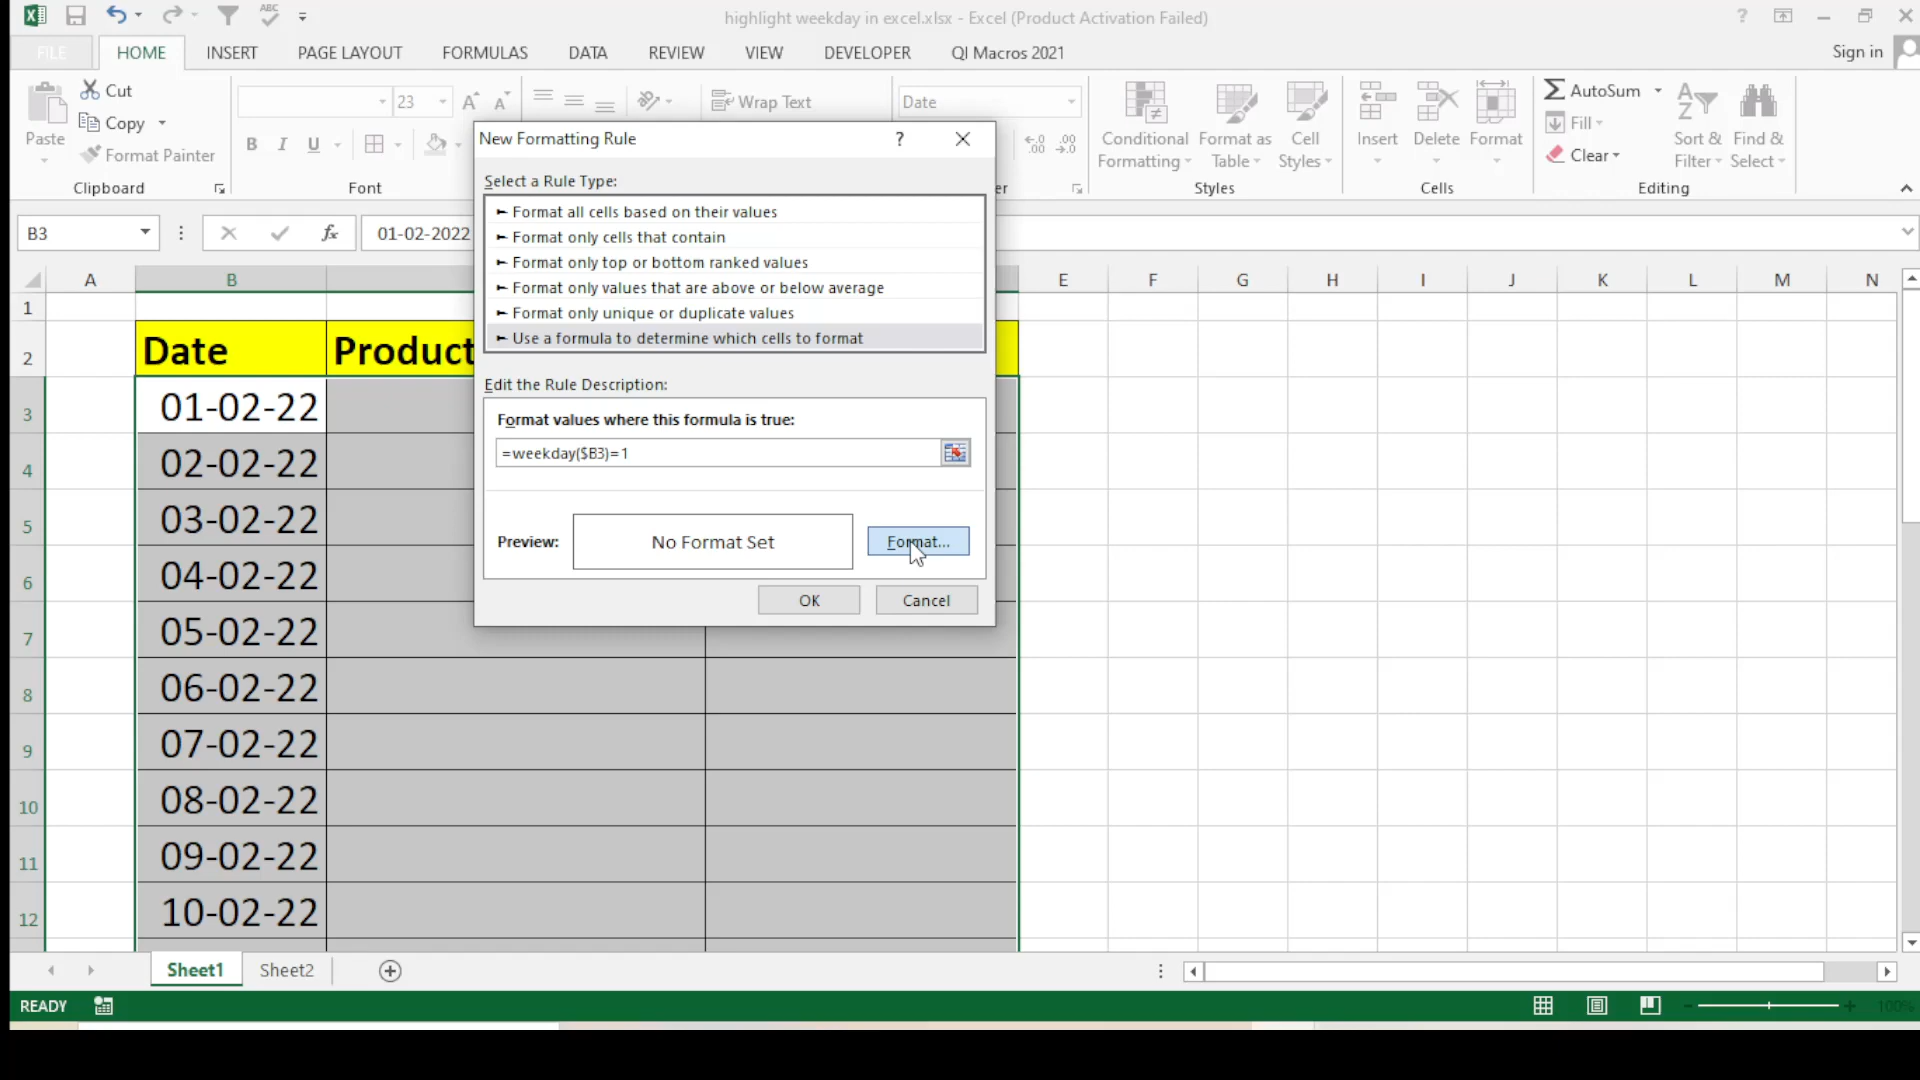 ABC
highlight weekday in excel.xlsx - Excel (Product Activation Failed)
?
FILE
HOME
INSERT
PAGE LAYOUT
FORMULAS
DATA
REVIEW
VIEW
DEVELOPER
QI Macros 2021
Sign in
Paste
Cut
Copy
Format Painter
Clipboard
23
A
A
B
I
U
Font
Wrap Text
Date
.0
.00
.00
.0
er
Conditional
Formatting
Format as
Table
Cell
Styles
Styles
Insert
Delete
Format
Cells
AutoSum
Fill
Clear
Sort &
Filter
Find &
Select
Editing
B3
fx
01-02-2022
New Formatting Rule
?
Select a Rule Type:
► Format all cells based on their values
► Format only cells that contain
► Format only top or bottom ranked values
► Format only values that are above or below average
► Format only unique or duplicate values
► Use a formula to determine which cells to format
Edit the Rule Description:
Format values where this formula is true:
=weekday($B3)=1
Preview:
No Format Set
Format...
OK
Cancel
A B E F G H I J K L M N
1
2 Date Product
3 01-02-22
4 02-02-22
5 03-02-22
6 04-02-22
7 05-02-22
8 06-02-22
9 07-02-22
10 08-02-22
11 09-02-22
12 10-02-22
Sheet1
Sheet2
READY
100%